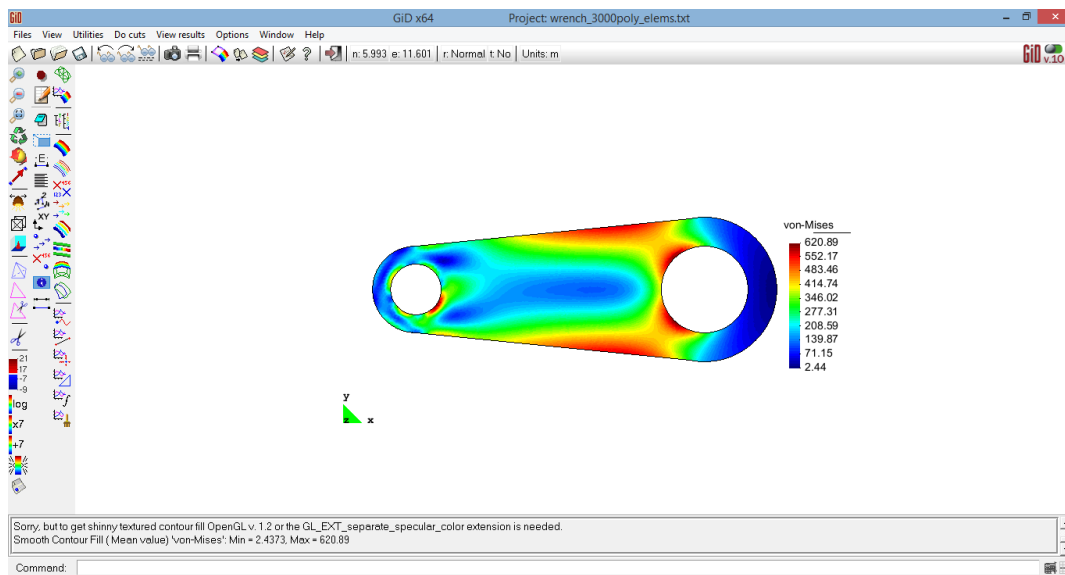 GiD
GiD x64
Project: wrench_3000poly_elems.txt
Files View Utilities Do cuts View results Options Window Help
n: 5.993 e: 11.601 r: Normal t: No Units: m
GiD v.10
E
XY
von-Mises
620.89
552.17
483.46
414.74
346.02
277.31
208.59
139.87
71.15
2.44
21
17
-7
-9
log
x7
+7
y
z x
Sorry, but to get shinny textured contour fill OpenGL v. 1.2 or the GL_EXT_separate_specular_color extension is needed.
Smooth Contour Fill ( Mean value) 'von-Mises': Min = 2.4373, Max = 620.89
Command: